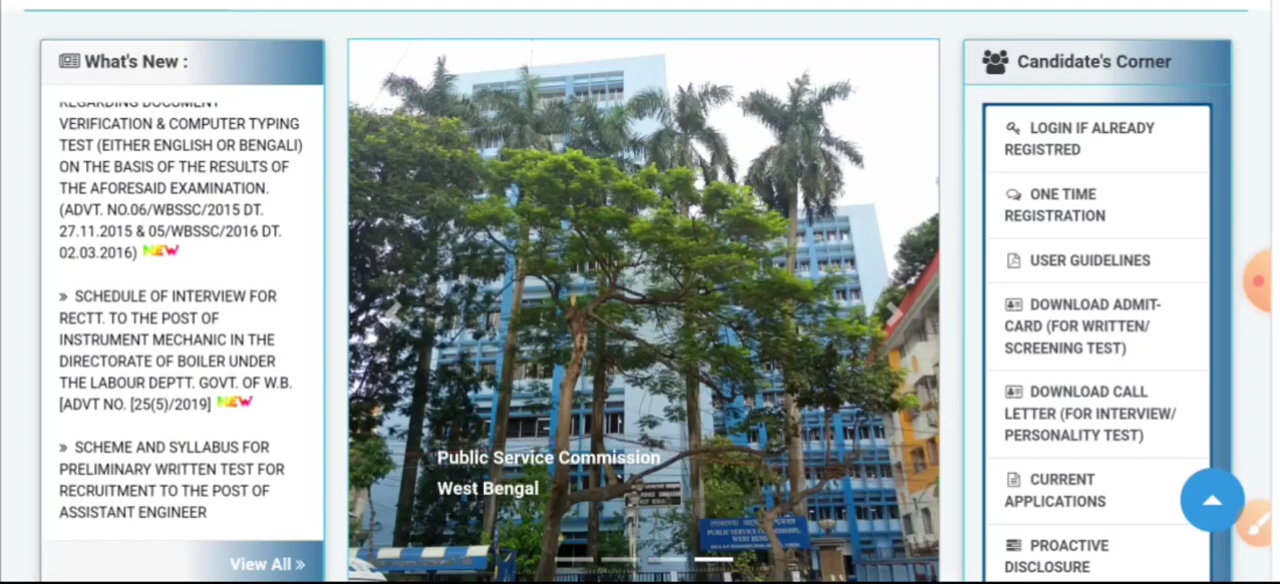 What's New :
REGARDING DOCUMENT
VERIFICATION & COMPUTER TYPING
TEST (EITHER ENGLISH OR BENGALI)
ON THE BASIS OF THE RESULTS OF
THE AFORESAID EXAMINATION.
(ADVT. NO.06/WBSSC/2015 DT.
27.11.2015 & 05/WBSSC/2016 DT.
02.03.2016) NEW
» SCHEDULE OF INTERVIEW FOR
RECTT. TO THE POST OF
INSTRUMENT MECHANIC IN THE
DIRECTORATE OF BOILER UNDER
THE LABOUR DEPTT. GOVT. OF W.B.
[ADVT NO. [25(5)/2019] NEW
» SCHEME AND SYLLABUS FOR
PRELIMINARY WRITTEN TEST FOR
RECRUITMENT TO THE POST OF
ASSISTANT ENGINEER
View All »
Public Service Commission
West Bengal
PUBLIC SERVICE COMMISSION,
Candidate's Corner
LOGIN IF ALREADY
REGISTRED
ONE TIME
REGISTRATION
USER GUIDELINES
DOWNLOAD ADMIT-
CARD (FOR WRITTEN/
SCREENING TEST)
DOWNLOAD CALL
LETTER (FOR INTERVIEW/
PERSONALITY TEST)
CURRENT
APPLICATIONS
PROACTIVE
DISCLOSURE